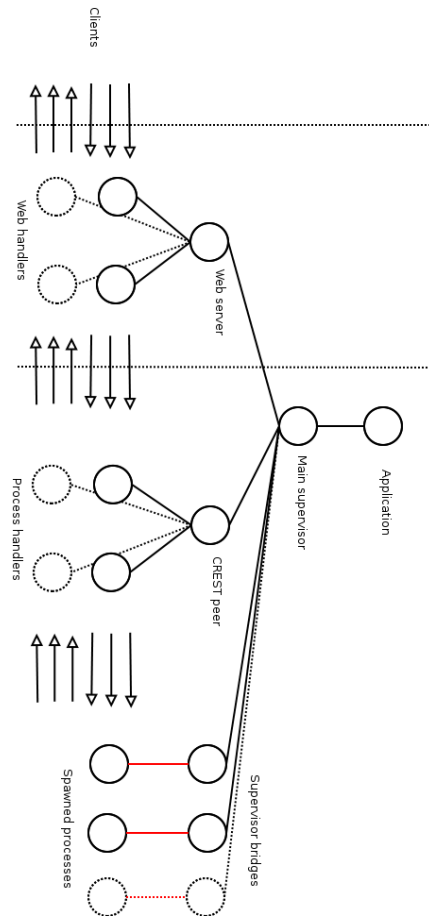 Clients
Web handlers
Web server
Application
Main supervisor
Process handlers
CREST peer
Spawned processes
Supervisor bridges